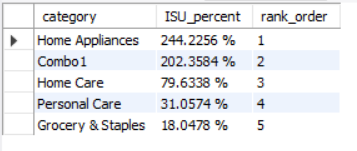 category ISU_percent rank_order
Home Appliances 244.2256 % 1
Combo1 202.3584 % 2
Home Care 79.6338 % 3
Personal Care 31.0574 % 4
Grocery & Staples 18.0478 % 5